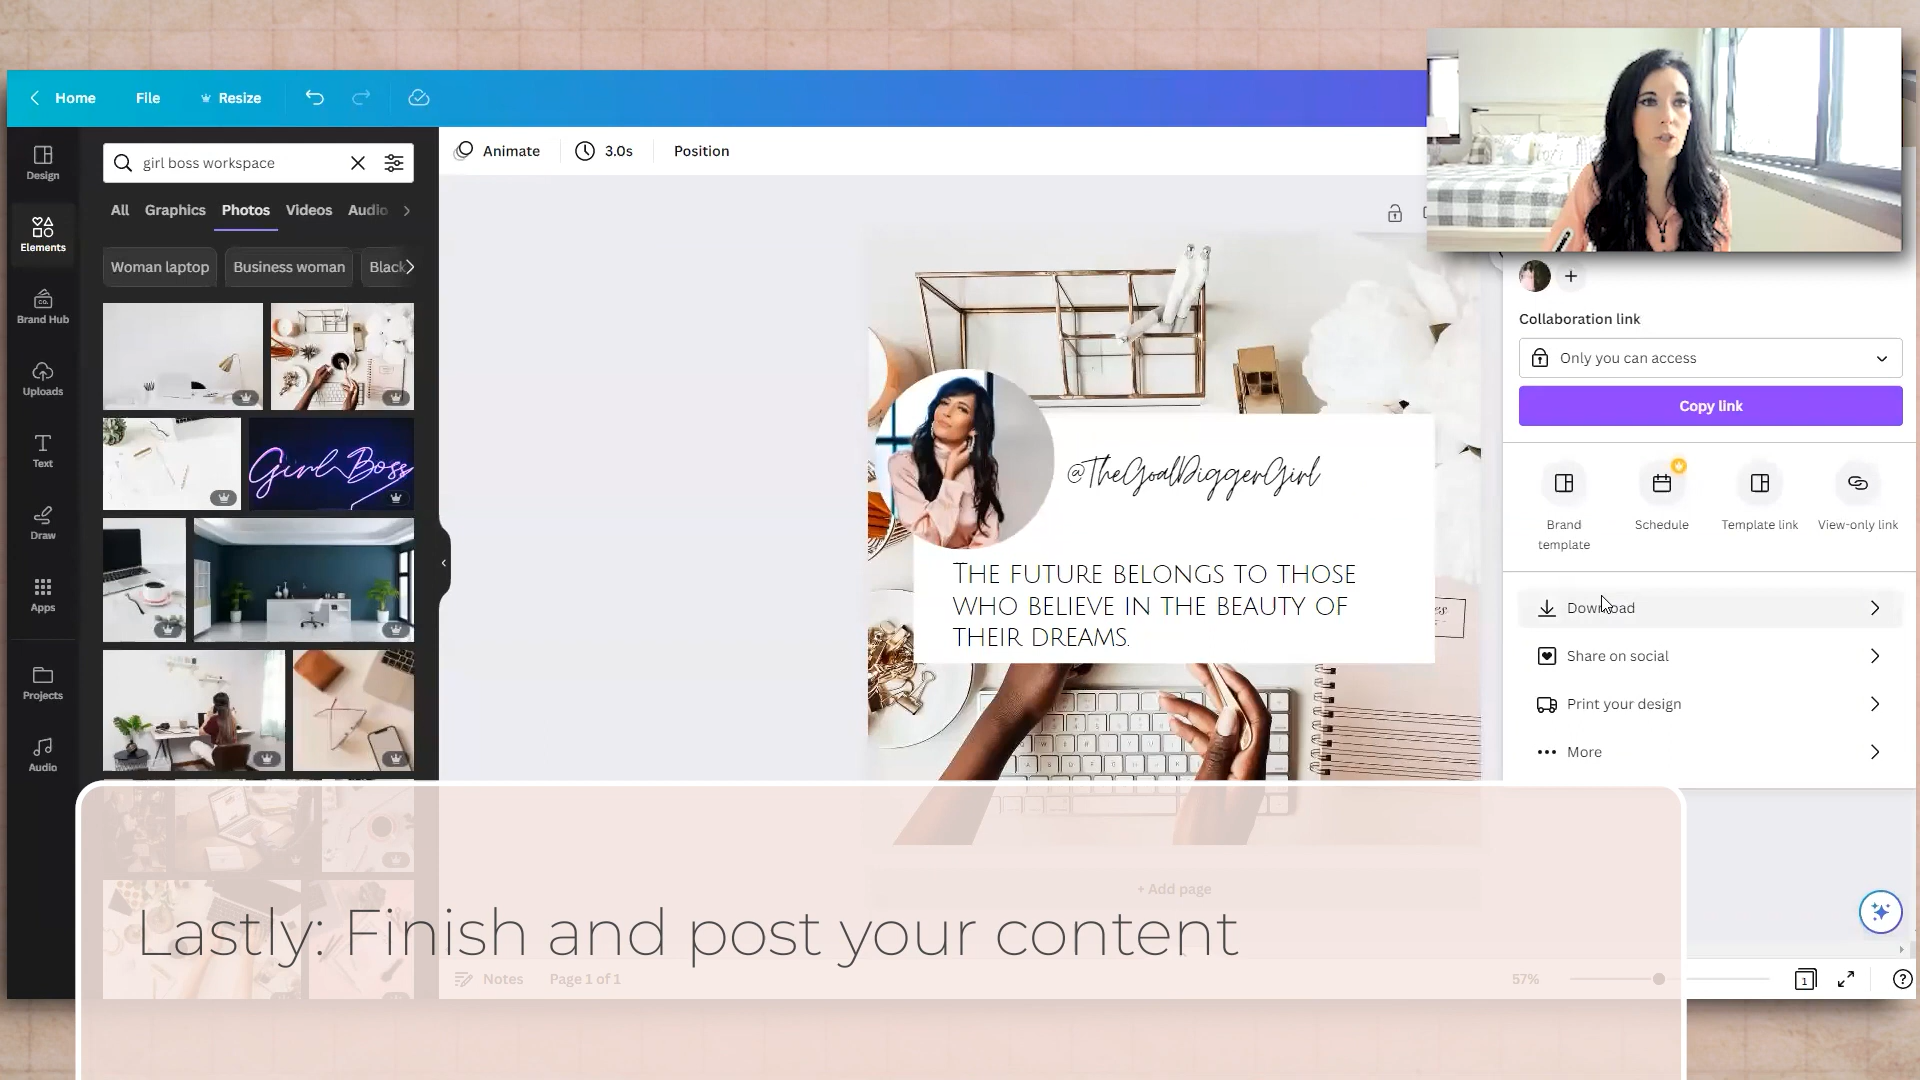 Home
File
Resize
Animate
3.0s
Position
Design
Elements
Brand Hub
Uploads
Text
Draw
Apps
Projects
Audio
girl boss workspace
All
Graphics
Photos
Videos
Audio
Woman laptop
Business woman
Black
Girl Boss
@TheGoalDiggerGirl
THE FUTURE BELONGS TO THOSE
WHO BELIEVE IN THE BEAUTY OF
THEIR DREAMS.
+ Add page
Collaboration link
Only you can access
Copy link
Brand
template
Schedule
Template link
View-only link
Download
Share on social
Print your design
More
Lastly: Finish and post your content
Notes
Page 1 of 1
57%
1